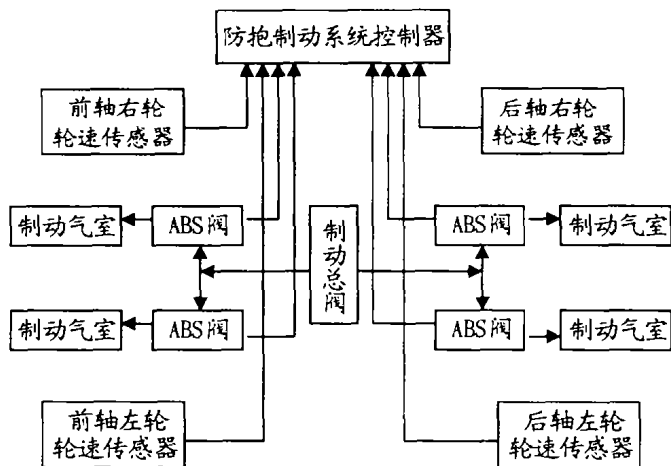 防抱制动系统控制器
前轴右轮
轮速传感器
后轴右轮
轮速传感器
制动气室
ABS阀
制动总阀
ABS阀
制动气室
制动气室
ABS阀
ABS阀
制动气室
前轴左轮
轮速传感器
后轴左轮
轮速传感器